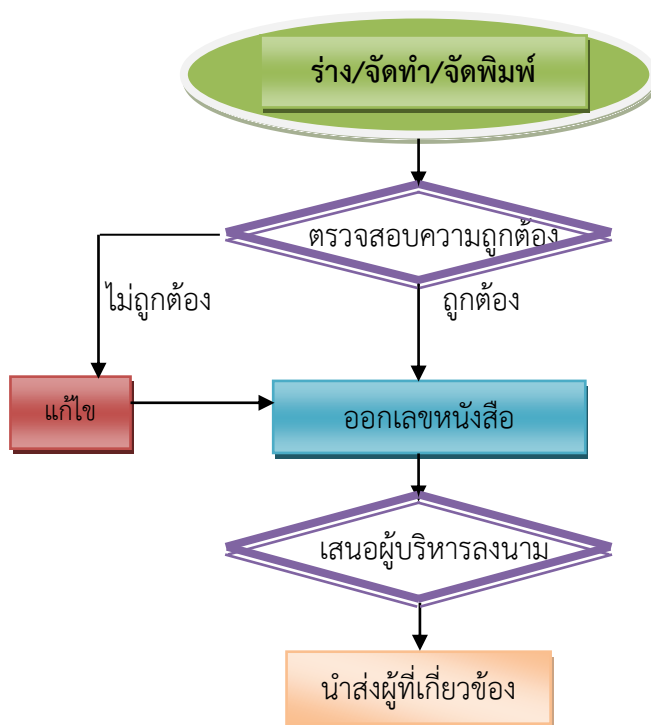 ร่าง/จัดทำ/จัดพิมพ์
ตรวจสอบความถูกต้อง
ไม่ถูกต้อง
ถูกต้อง
แก้ไข
ออกเลขหนังสือ
เสนอผู้บริหารลงนาม
นำส่งผู้ที่เกี่ยวข้อง